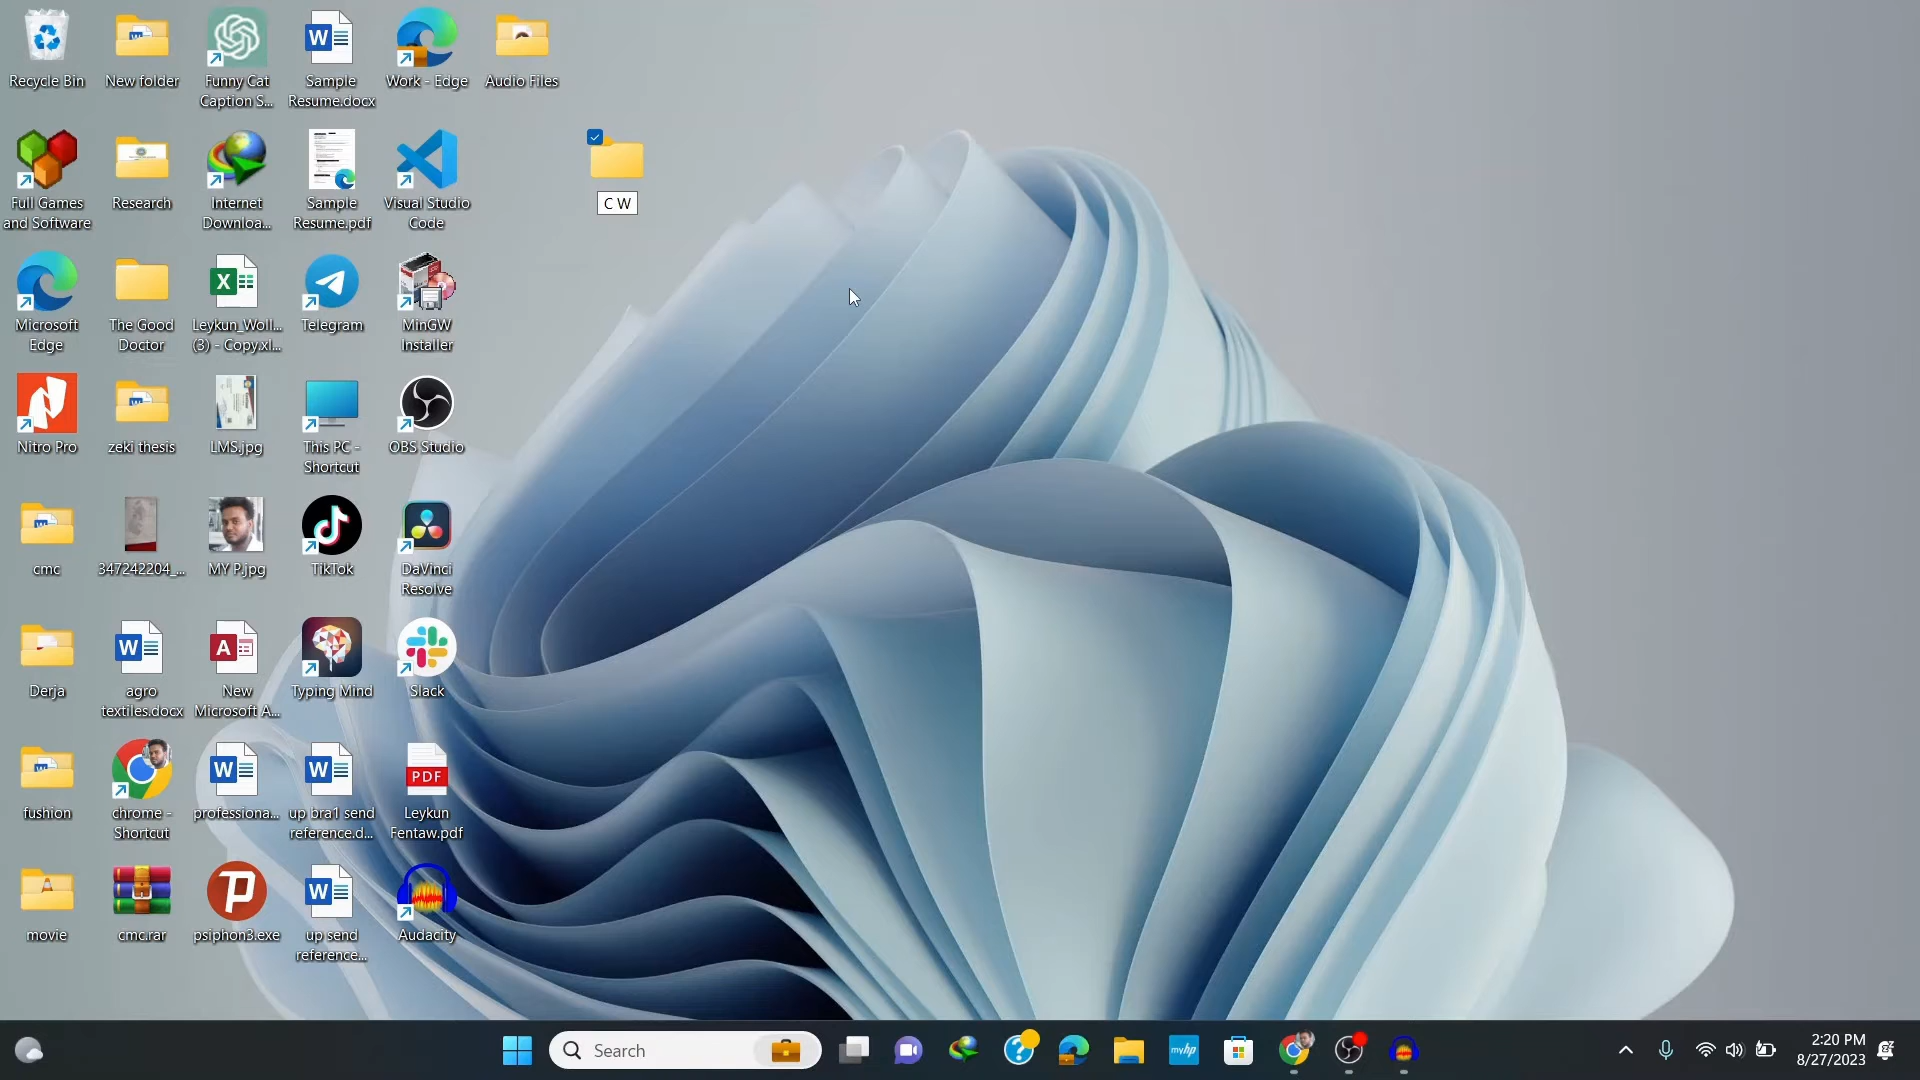 Recycle Bin
New folder
Funny Cat
Caption S...
Sample
Resume.docx
Work - Edge
Audio Files
Full Games
and Software
Research
Internet
Downloa...
Sample
Resume.pdf
Visual Studio
Code
C W
Microsoft
Edge
The Good
Doctor
Leykun_Woll...
(3) - Copy.xl...
Telegram
MinGW
Installer
Nitro Pro
zeki thesis
LMS.jpg
This PC -
Shortcut
OBS Studio
cmc
347242204_...
MY P.jpg
TikTok
DaVinci
Resolve
Derja
agro
textiles.docx
New
Microsoft A...
Typing Mind
Slack
fushion
chrome -
Shortcut
professiona...
up bra1 send
reference.d...
PDF
Leykun
Fentaw.pdf
movie
cmc.rar
psiphon3.exe
up send
reference...
Audacity
Search
myhp
2:20 PM
8/27/2023